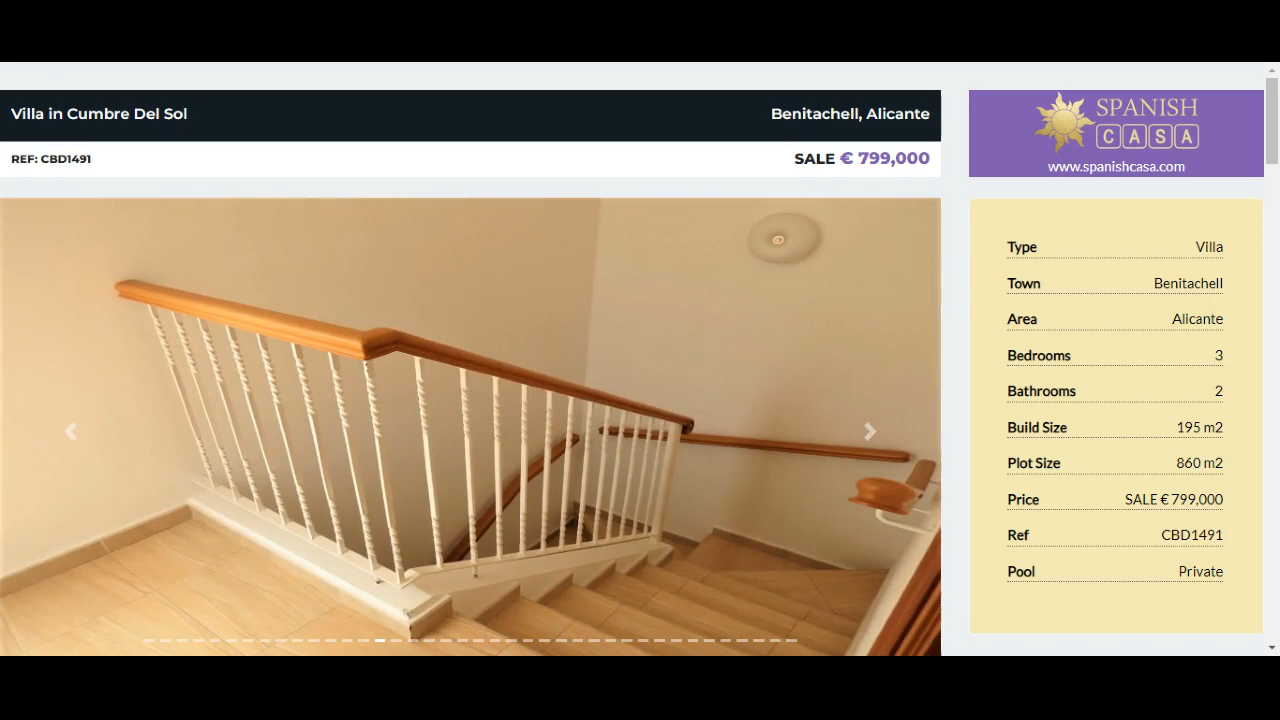 Villa in Cumbre Del Sol
Benitachell, Alicante
REF: CBD1491
SALE € 799,000
SPANISH
CASA
www.spanishcasa.com
Type Villa
Town Benitachell
Area Alicante
Bedrooms 3
Bathrooms 2
Build Size 195 m2
Plot Size 860 m2
Price SALE € 799,000
Ref CBD1491
Pool Private